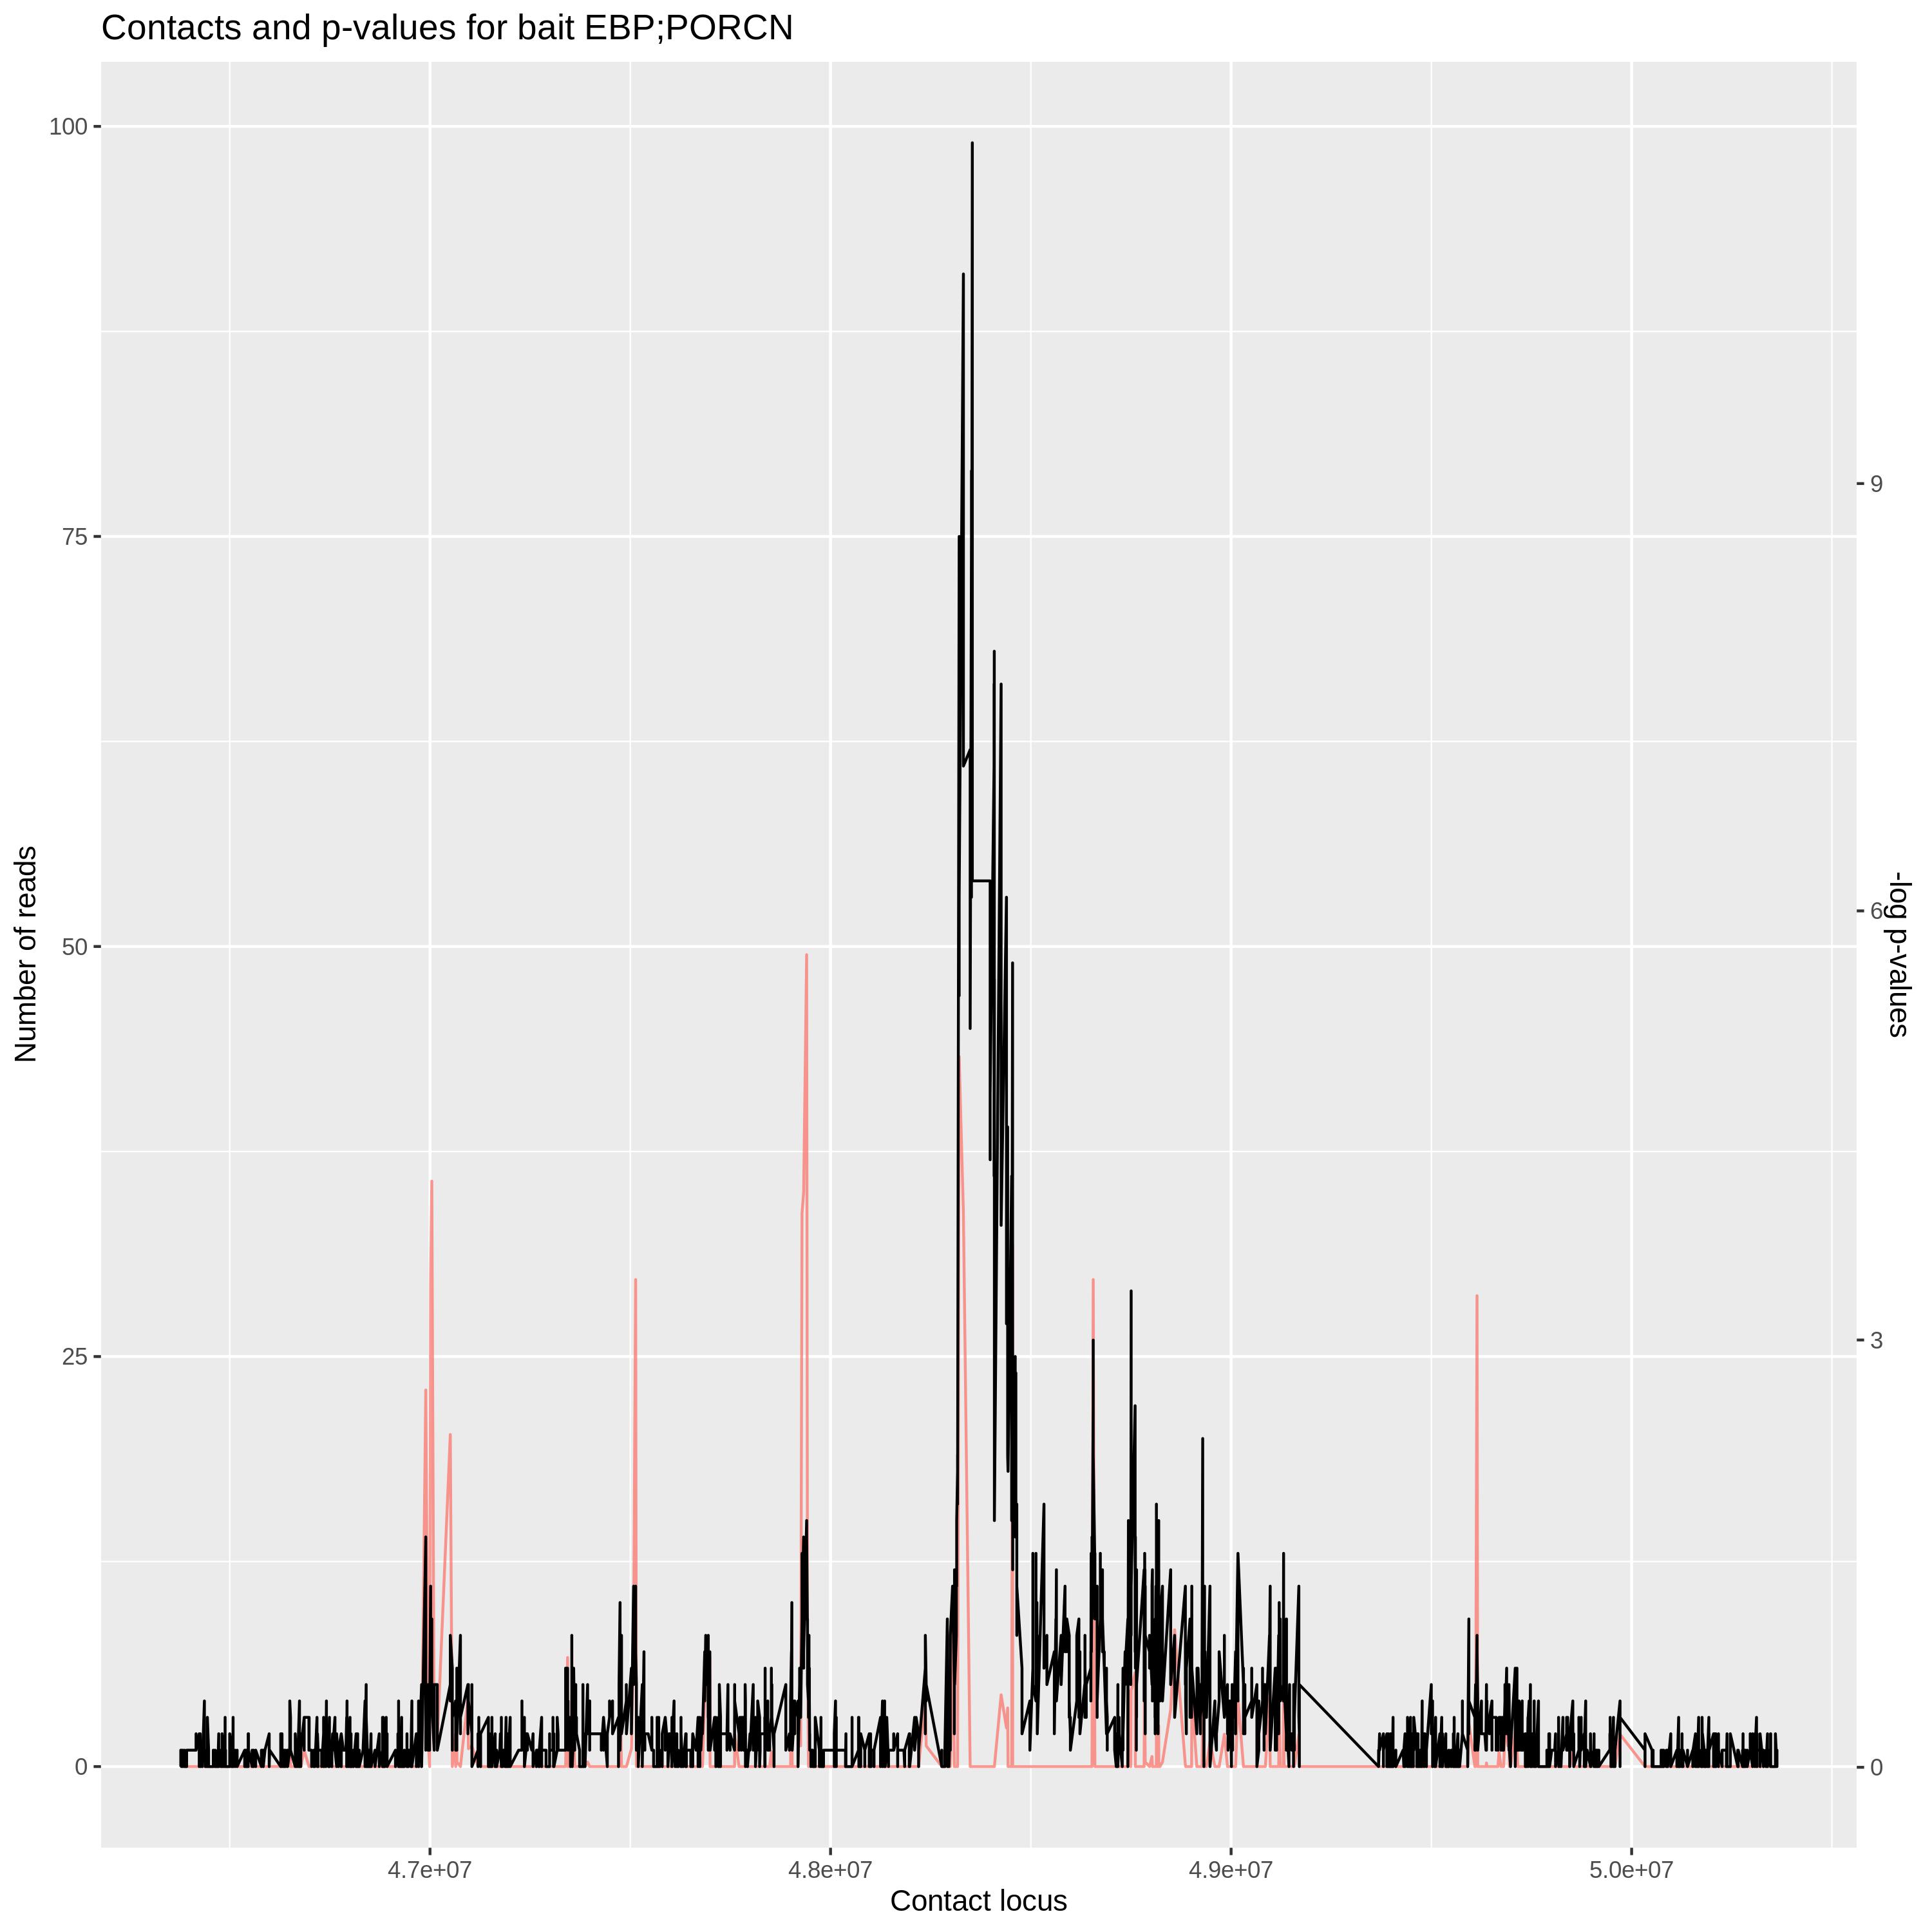 Contacts and p-values for bait EBP;PORCN
100
75
50
25
0
Number of reads
9
6
3
0
-log p-values
4.7e+07
4.8e+07
4.9e+07
5.0e+07
Contact locus